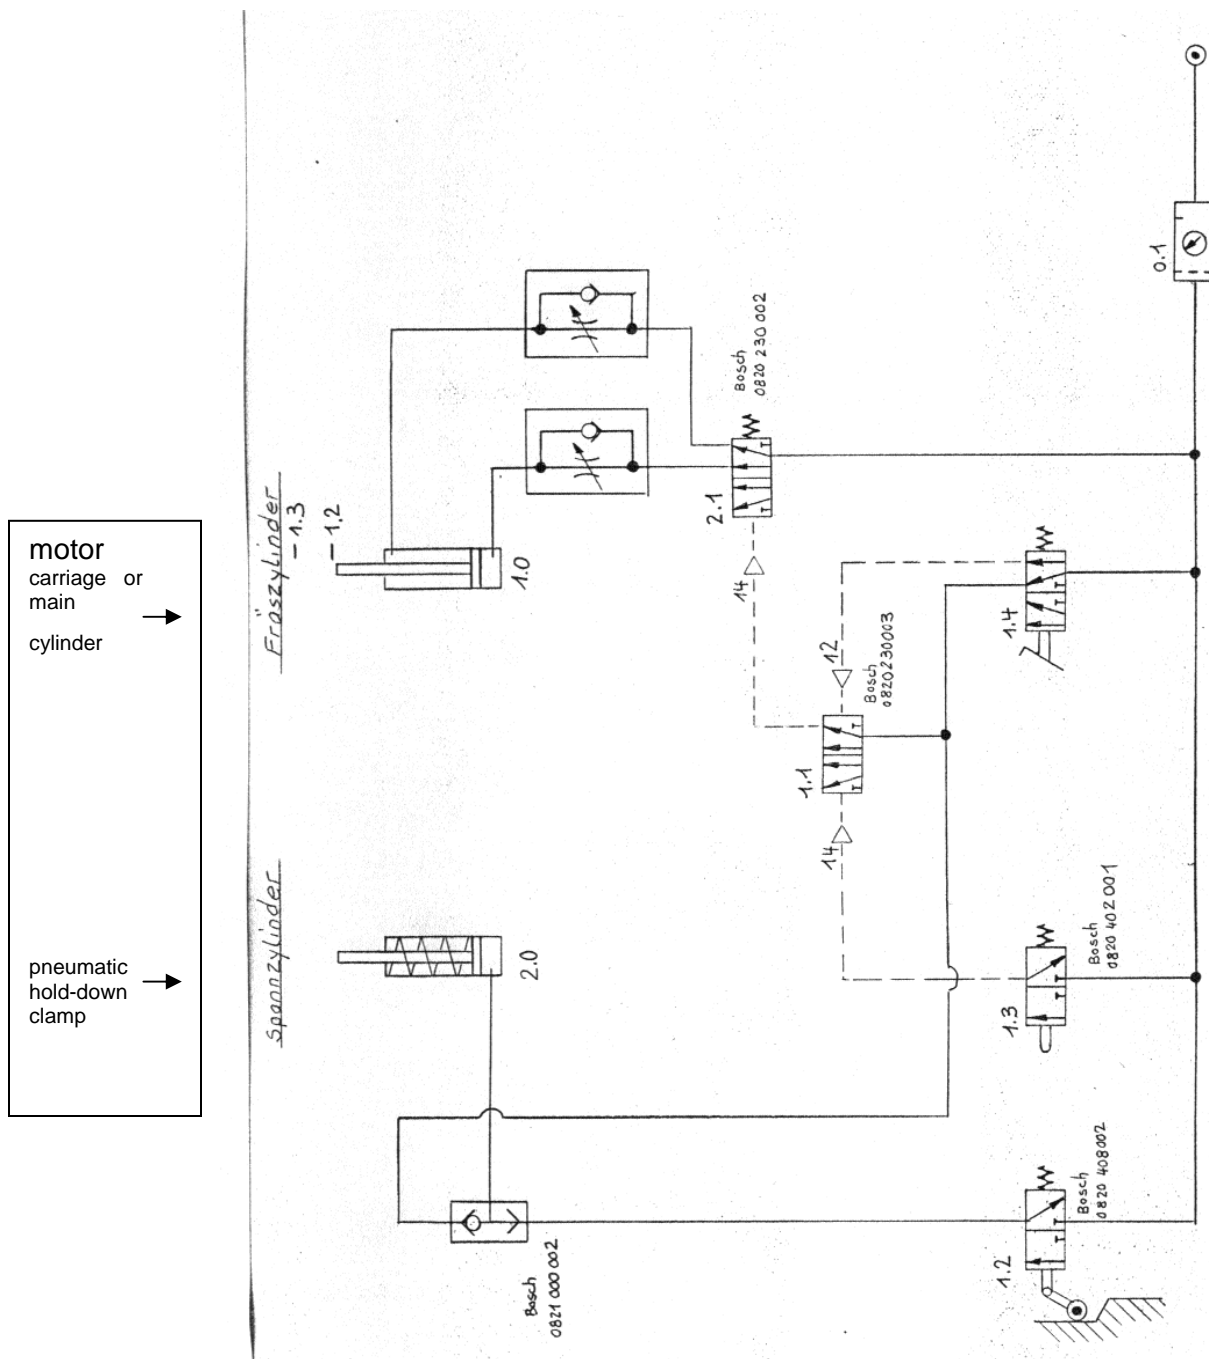 motor
carriage or
main
cylinder
pneumatic
hold-down
clamp
Fräszylinder
- 1.3
- 1.2
1.0
Spannzylinder
2.0
Bosch
0821 000 002
2.1
Bosch
0820 230 002
14
12
Bosch
0820230003
1.1
14
1.4
1.3
Bosch
0820 402 001
1.2
Bosch
0820 408002
0.1